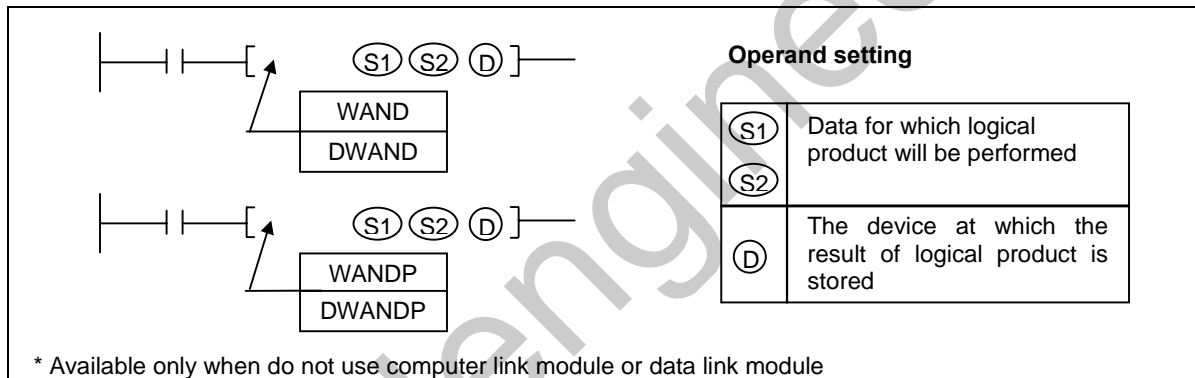 S1 S2 D
WAND
DWAND
S1 S2 D
WANDP
DWANDP
Operand setting
S1
S2
Data for which logical
product will be performed
D
The device at which the
result of logical product is
stored
* Available only when do not use computer link module or data link module